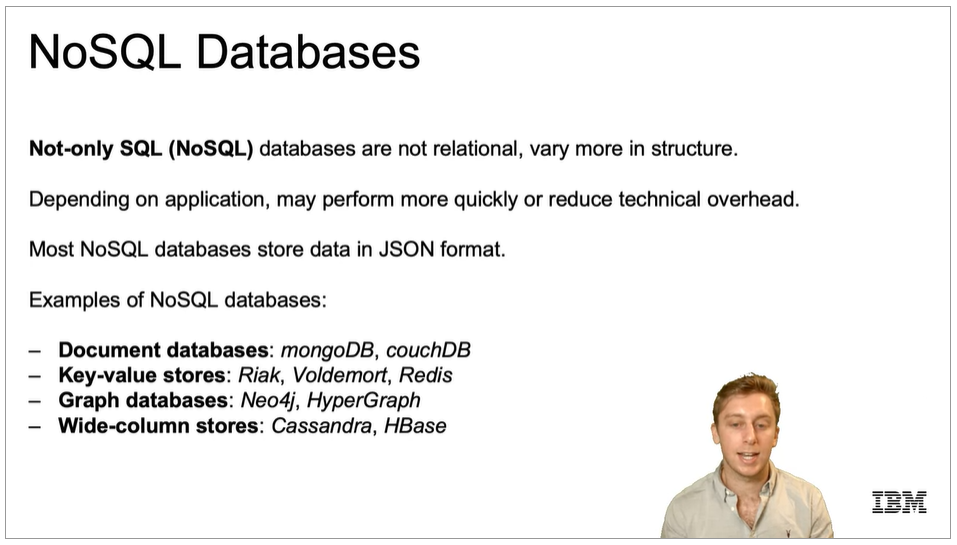 NoSQL Databases
Not-only SQL (NoSQL) databases are not relational, vary more in structure.
Depending on application, may perform more quickly or reduce technical overhead.
Most NoSQL databases store data in JSON format.
Examples of NoSQL databases:
– Document databases: mongoDB, couchDB
– Key-value stores: Riak, Voldemort, Redis
– Graph databases: Neo4j, HyperGraph
– Wide-column stores: Cassandra, HBase
IBM